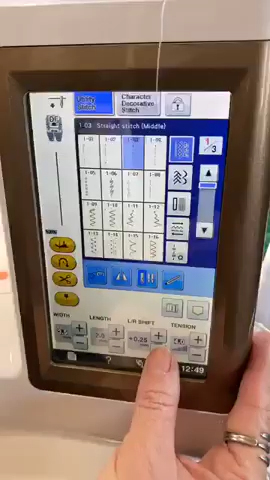 Utility
Stitch
Character
Decorative
Stitch
1-03 Straight stitch (Middle)
1/3
1-01
1-02
1-03
1-04
1-05
1-06
1-07
1-08
1-09
1-10
1-11
1-12
1-13
1-14
1-15
1-16
WIDTH
LENGTH
L/R SHIFT
TENSION
2.5
+0.25
mm
?
12:49